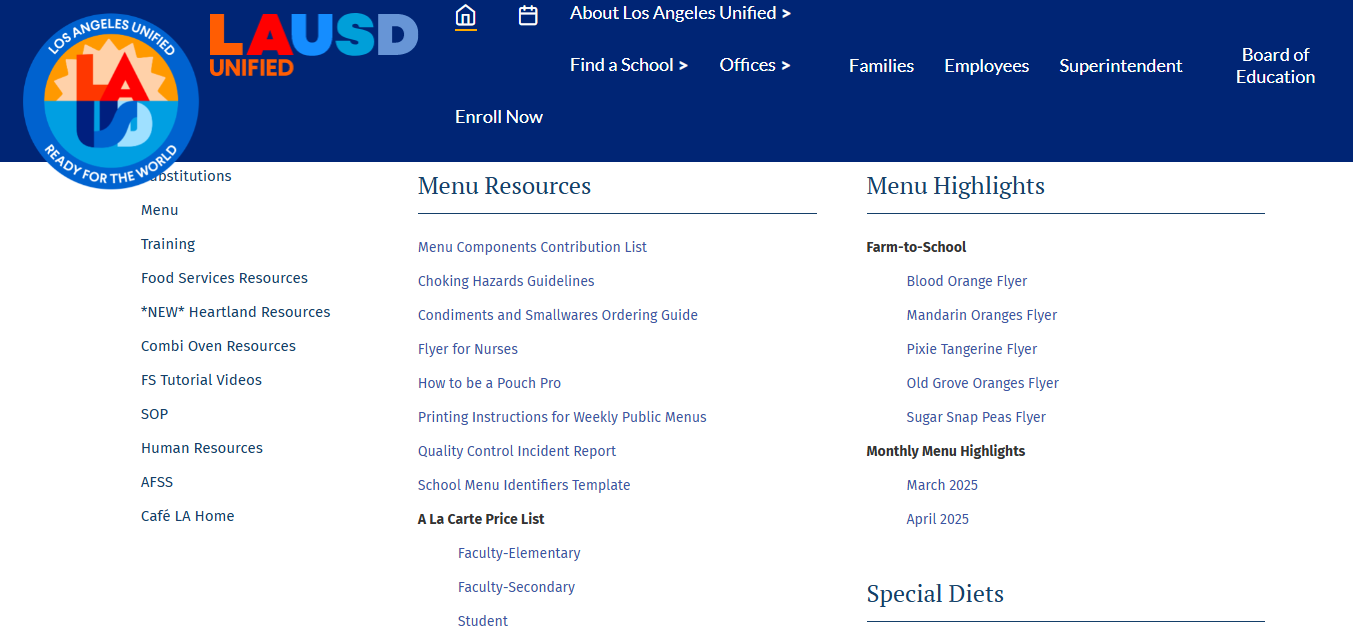 LOS ANGELES UNIFIED
LA
USD
READY FOR THE WORLD
LAUSD
UNIFIED
About Los Angeles Unified >
Find a School >
Offices >
Families
Employees
Superintendent
Board of
Education
Enroll Now
ubstitutions
Menu
Training
Food Services Resources
*NEW* Heartland Resources
Combi Oven Resources
FS Tutorial Videos
SOP
Human Resources
AFSS
Café LA Home
Menu Resources
Menu Components Contribution List
Choking Hazards Guidelines
Condiments and Smallwares Ordering Guide
Flyer for Nurses
How to be a Pouch Pro
Printing Instructions for Weekly Public Menus
Quality Control Incident Report
School Menu Identifiers Template
A La Carte Price List
Faculty-Elementary
Faculty-Secondary
Student
Menu Highlights
Farm-to-School
Blood Orange Flyer
Mandarin Oranges Flyer
Pixie Tangerine Flyer
Old Grove Oranges Flyer
Sugar Snap Peas Flyer
Monthly Menu Highlights
March 2025
April 2025
Special Diets